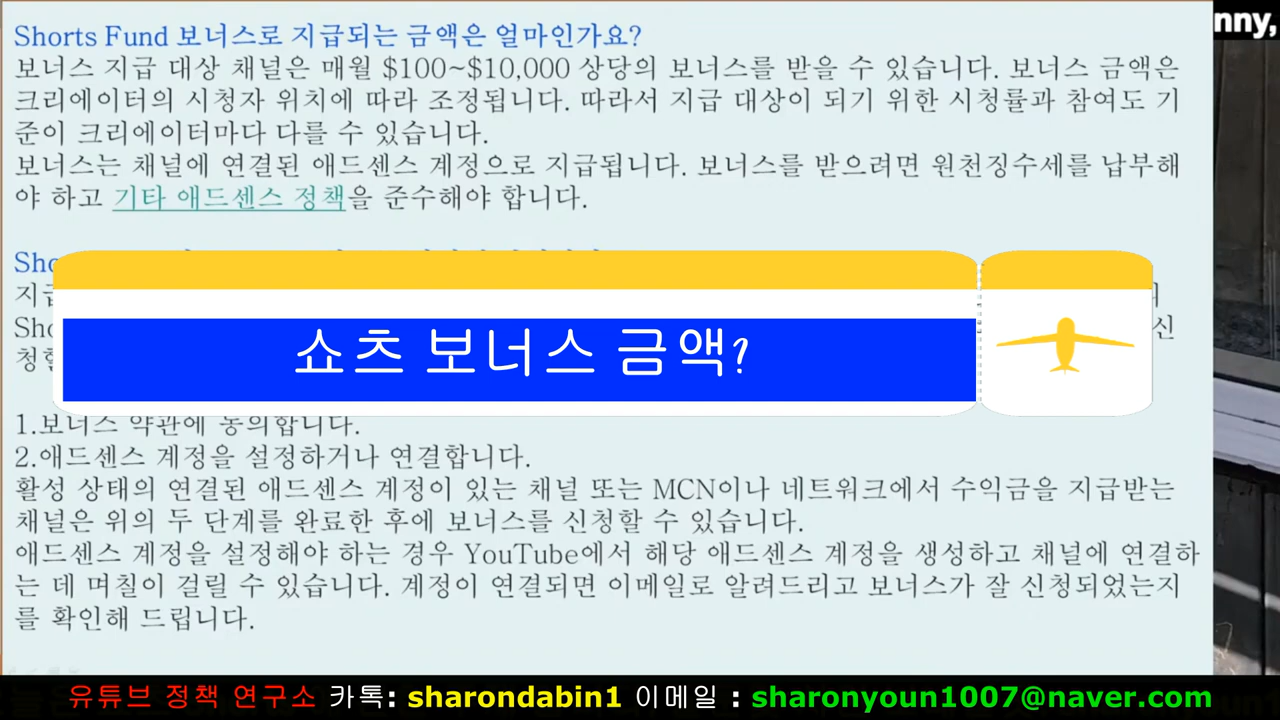 nny,
Shorts Fund 보너스로 지급되는 금액은 얼마인가요?
보너스 지급 대상 채널은 매월 $100~$10,000 상당의 보너스를 받을 수 있습니다. 보너스 금액은
크리에이터의 시청자 위치에 따라 조정됩니다. 따라서 지급 대상이 되기 위한 시청률과 참여도 기
준이 크리에이터마다 다를 수 있습니다.
보너스는 채널에 연결된 애드센스 계정으로 지급됩니다. 보너스를 받으려면 원천징수세를 납부해
야 하고 기타 애드센스 정책을 준수해야 합니다.
쇼츠 보너스 금액?
1.보너스 약관에 동의합니다.
2.애드센스 계정을 설정하거나 연결합니다.
활성 상태의 연결된 애드센스 계정이 있는 채널 또는 MCN이나 네트워크에서 수익금을 지급받는
채널은 위의 두 단계를 완료한 후에 보너스를 신청할 수 있습니다.
애드센스 계정을 설정해야 하는 경우 YouTube에서 해당 애드센스 계정을 생성하고 채널에 연결하
는 데 며칠이 걸릴 수 있습니다. 계정이 연결되면 이메일로 알려드리고 보너스가 잘 신청되었는지
를 확인해 드립니다.
유튜브 정책 연구소 카톡: sharondabin1 이메일 : sharonyoun1007@naver.com